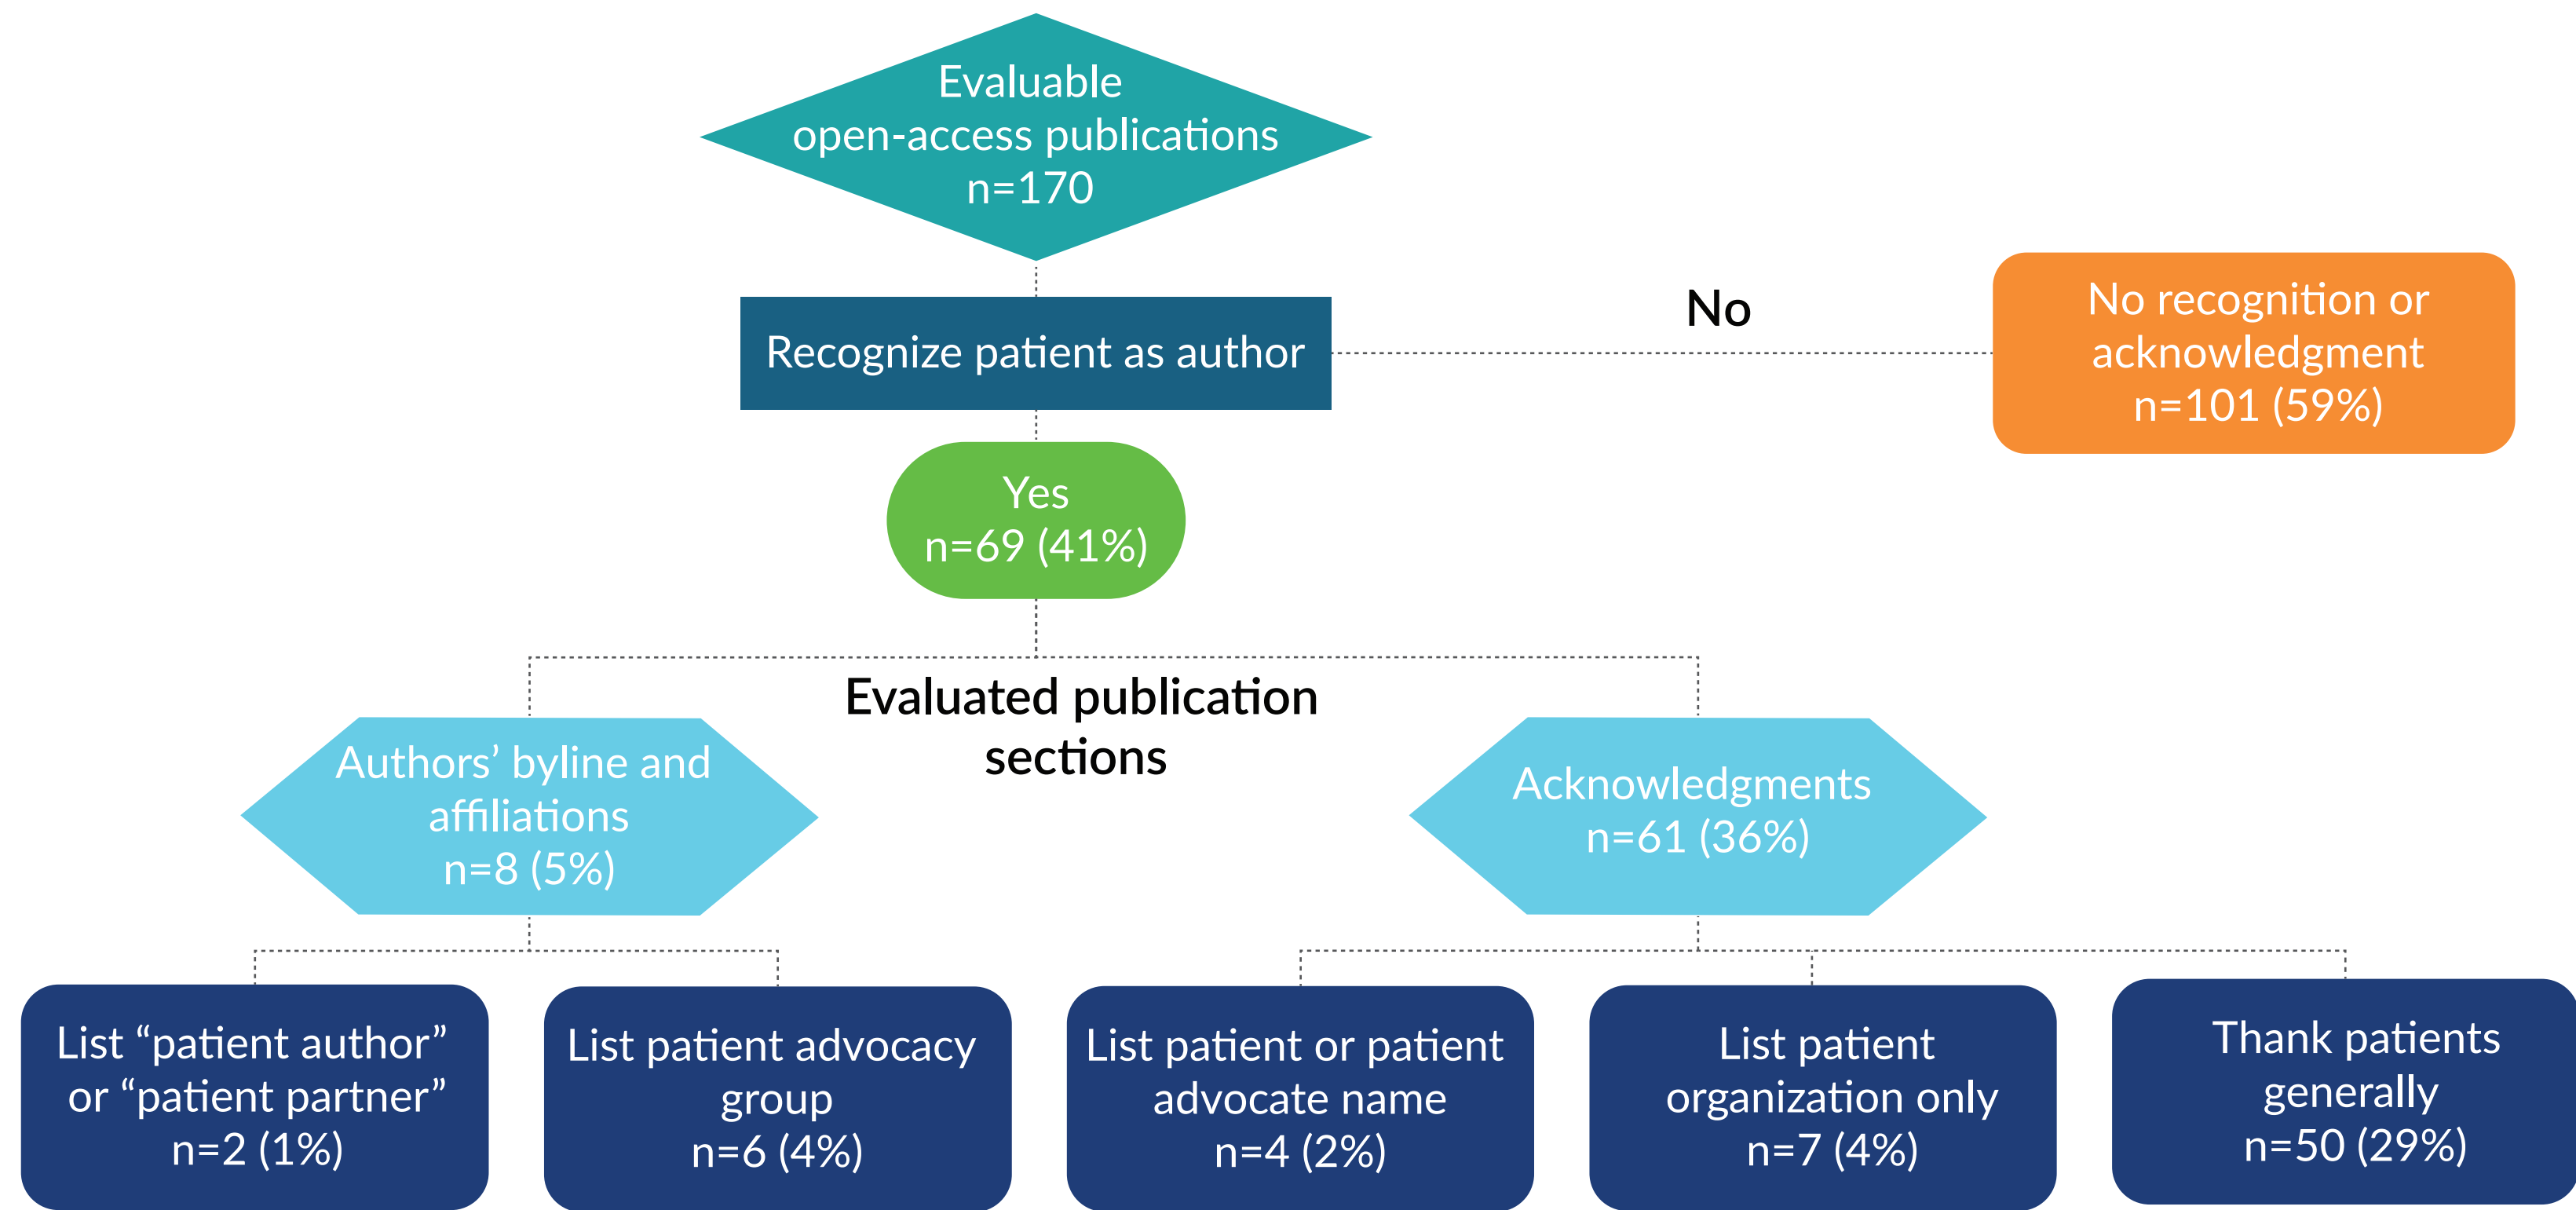 Evaluable
open-access publications
n=170
Recognize patient as author
No
No recognition or
acknowledgment
n=101 (59%)
Yes
n=69 (41%)
Evaluated publication
sections
Authors’ byline and
affiliations
n=8 (5%)
Acknowledgments
n=61 (36%)
List “patient author”
or “patient partner”
n=2 (1%)
List patient advocacy
group
n=6 (4%)
List patient or patient
advocate name
n=4 (2%)
List patient
organization only
n=7 (4%)
Thank patients
generally
n=50 (29%)